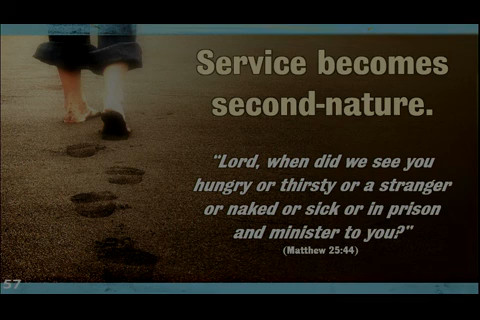 Service becomes
second-nature.
“Lord, when did we see you
hungry or thirsty or a stranger
or naked or sick or in prison
and minister to you?"
(Matthew 25:44)
57